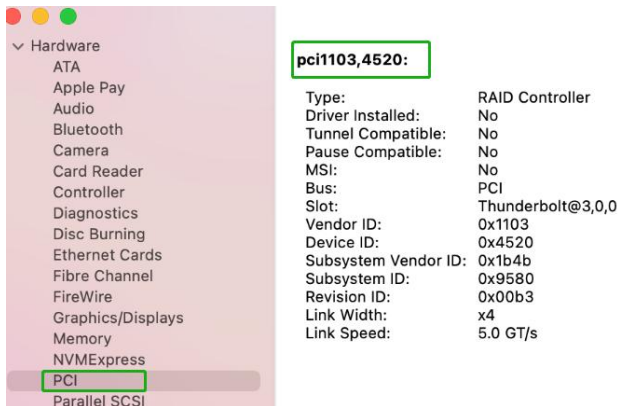 Hardware
ATA
Apple Pay
Audio
Bluetooth
Camera
Card Reader
Controller
Diagnostics
Disc Burning
Ethernet Cards
Fibre Channel
FireWire
Graphics/Displays
Memory
NVMExpress
PCI
Parallel SCSI
pci1103,4520:
Type: RAID Controller
Driver Installed: No
Tunnel Compatible: No
Pause Compatible: No
MSI: No
Bus: PCI
Slot: Thunderbolt@3,0,0
Vendor ID: 0x1103
Device ID: 0x4520
Subsystem Vendor ID: 0x1b4b
Subsystem ID: 0x9580
Revision ID: 0x00b3
Link Width: x4
Link Speed: 5.0 GT/s